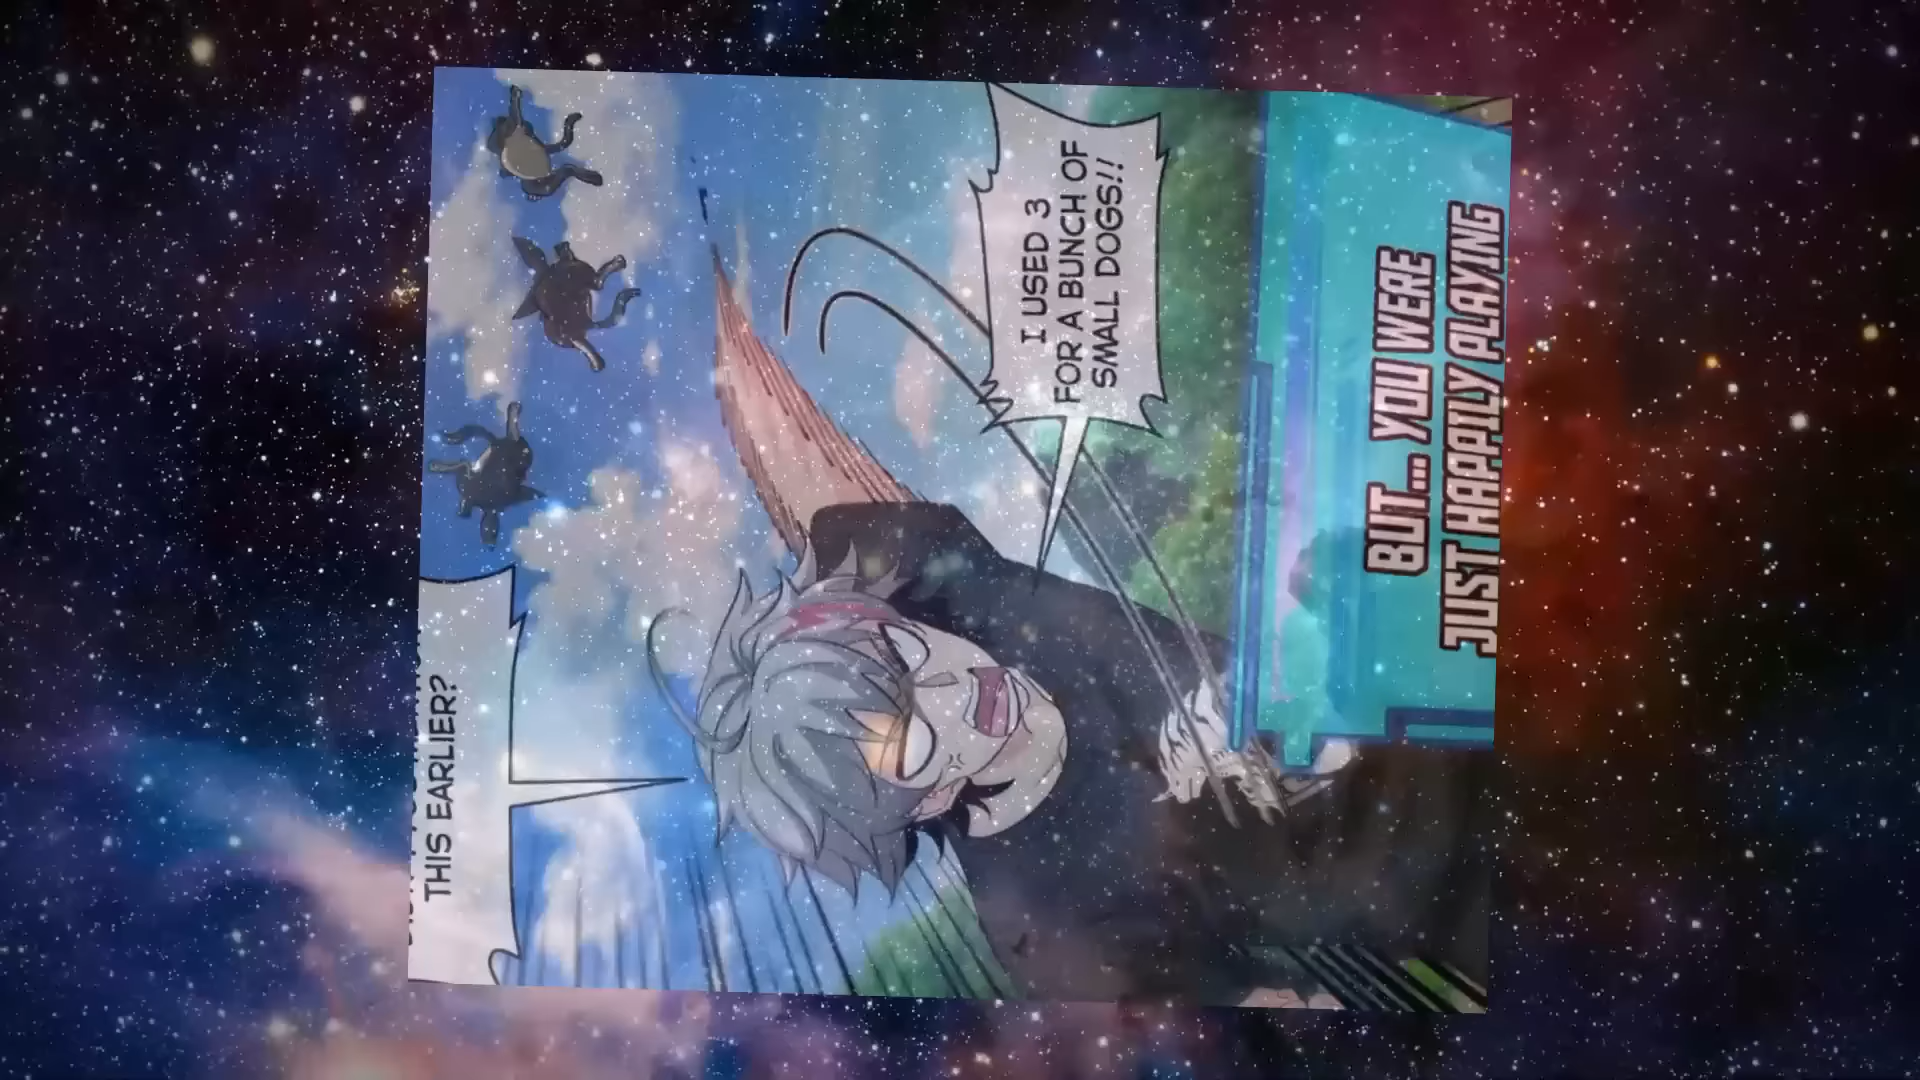 THIS EARLIER?
I USED 3
FOR A BUNCH OF
SMALL DOGS!!
BUT... YOU WERE
JUST HAPPILY PLAYING